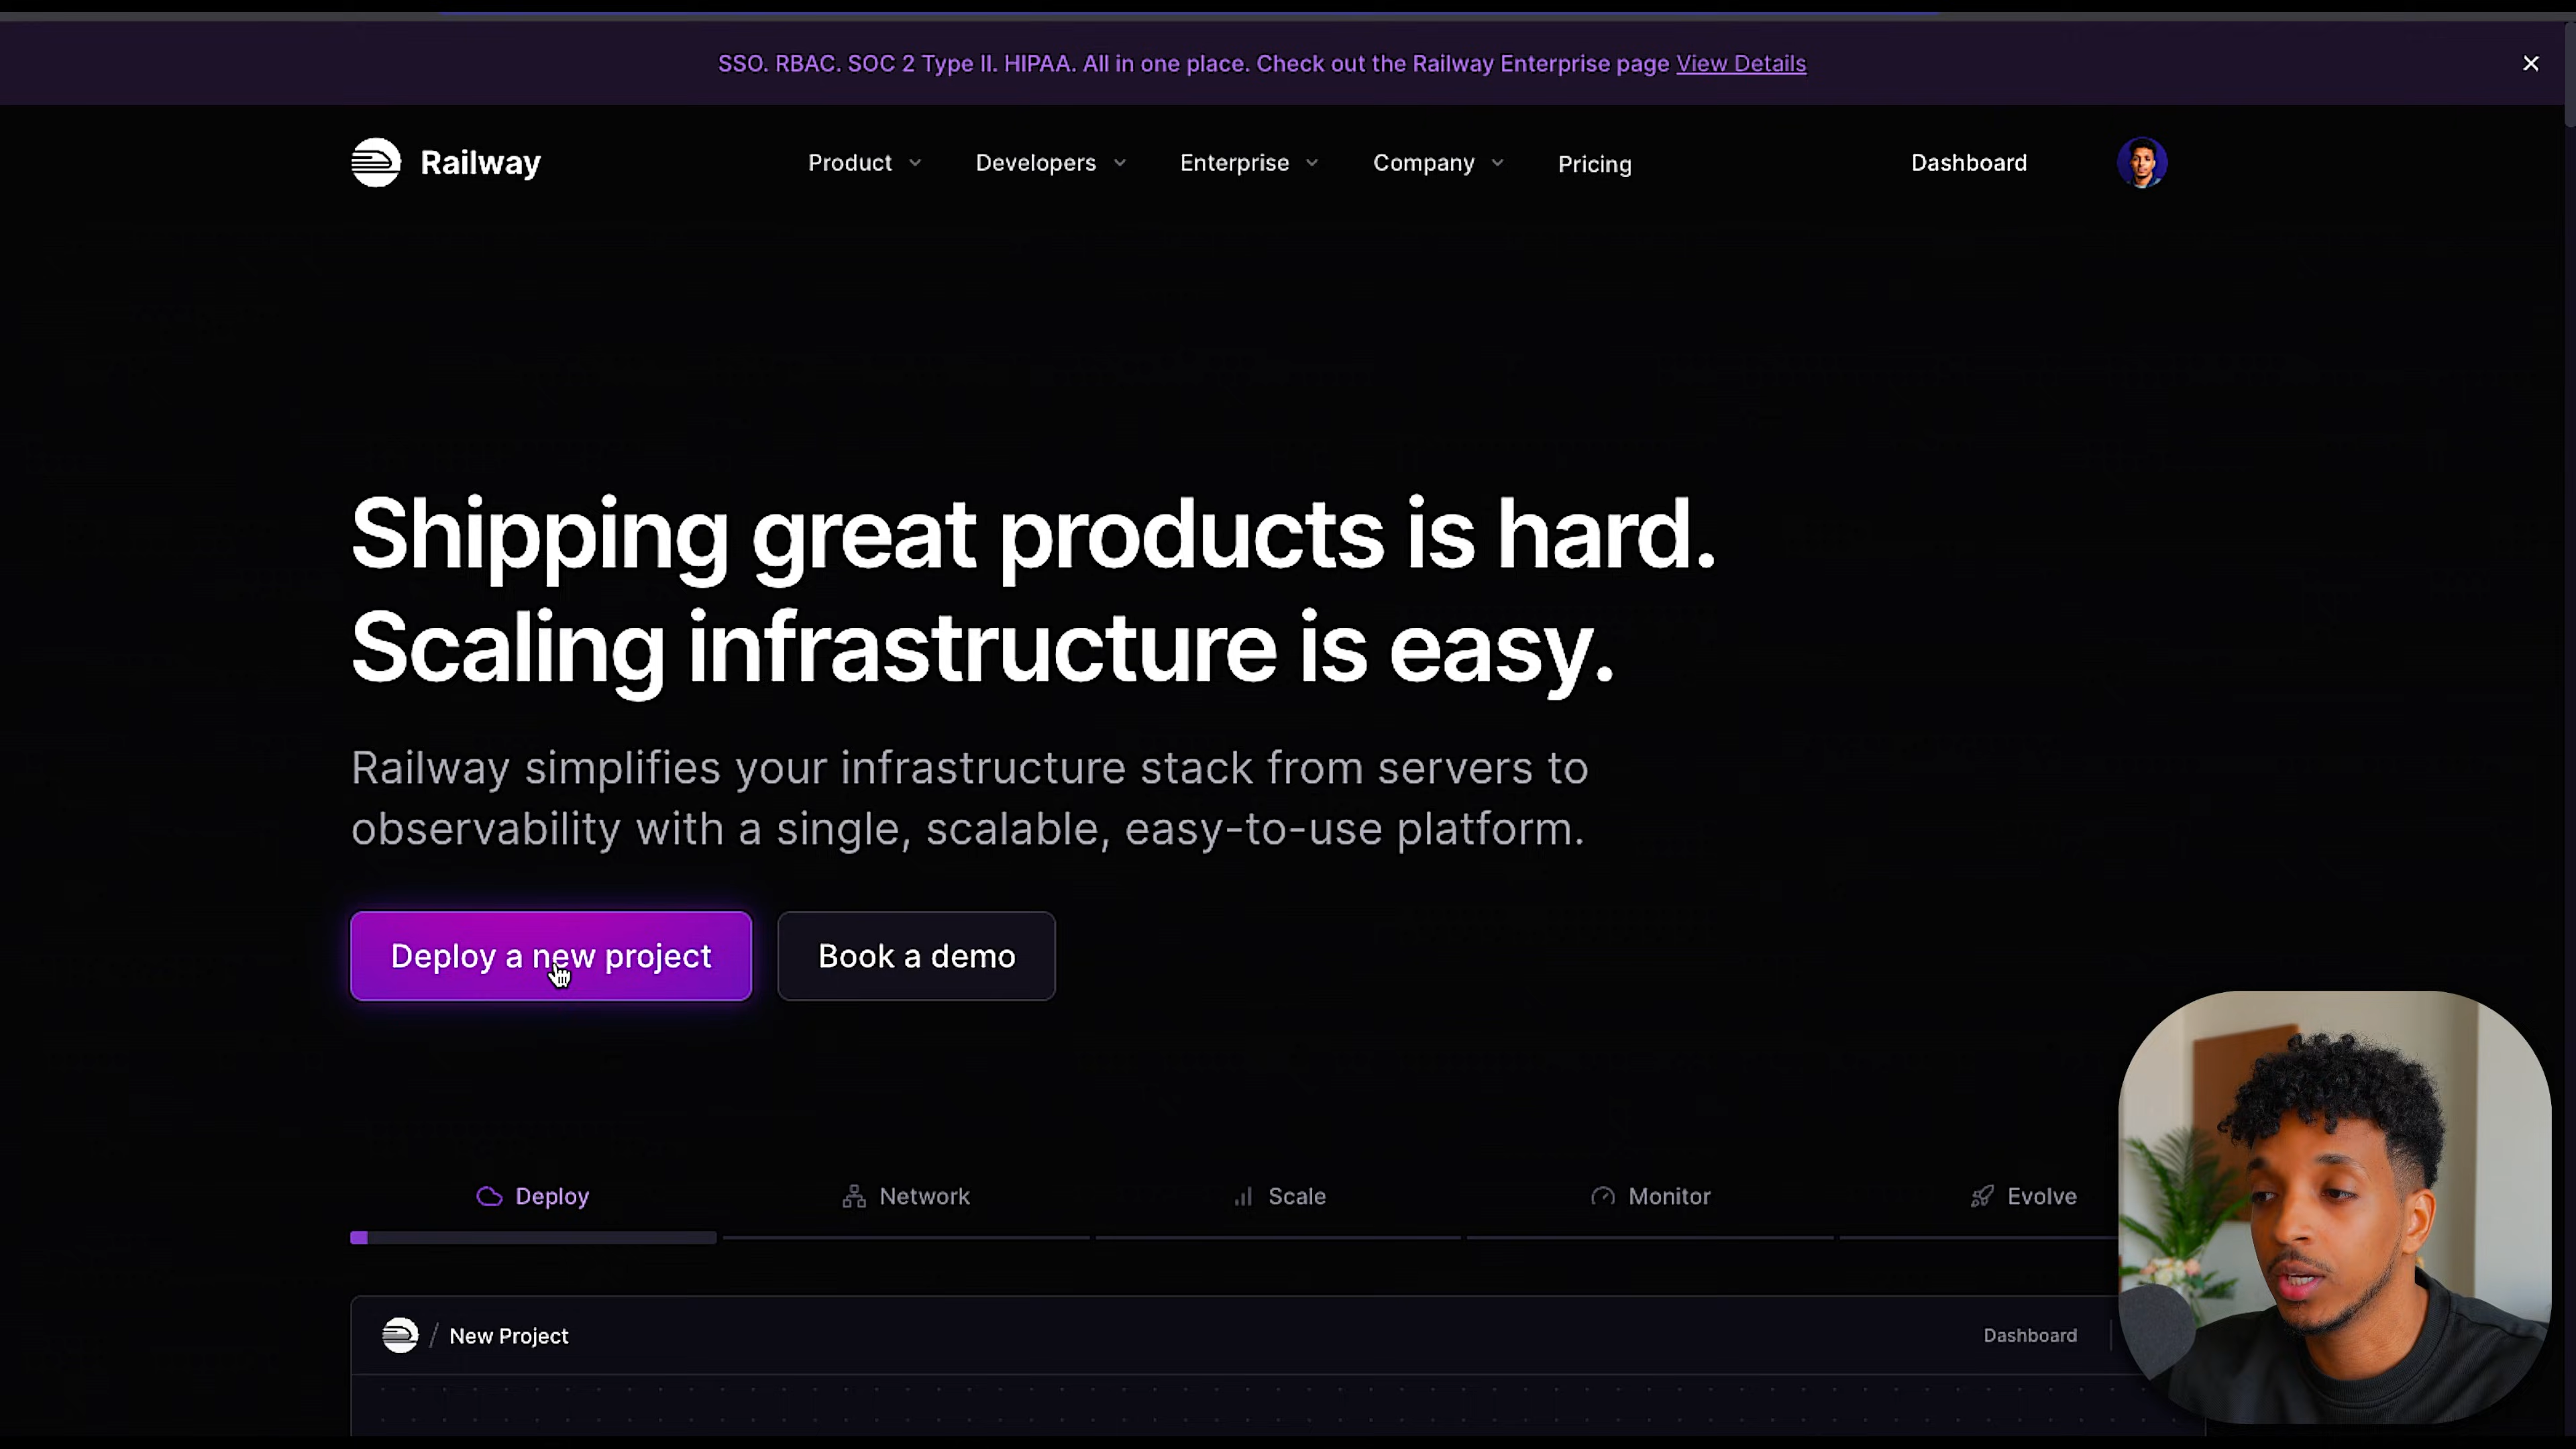 SSO. RBAC. SOC 2 Type II. HIPAA. All in one place. Check out the Railway Enterprise page View Details
Railway
Product
Developers
Enterprise
Company
Pricing
Dashboard
Shipping great products is hard.
Scaling infrastructure is easy.
Railway simplifies your infrastructure stack from servers to
observability with a single, scalable, easy-to-use platform.
Deploy a new project
Book a demo
Deploy
Network
Scale
Monitor
Evolve
/ New Project
Dashboard